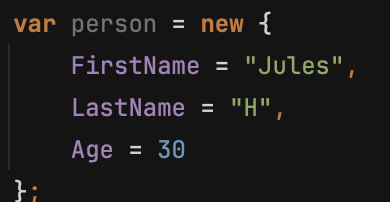 var person = new {
    FirstName = "Jules",
    LastName = "H",
    Age = 30
};